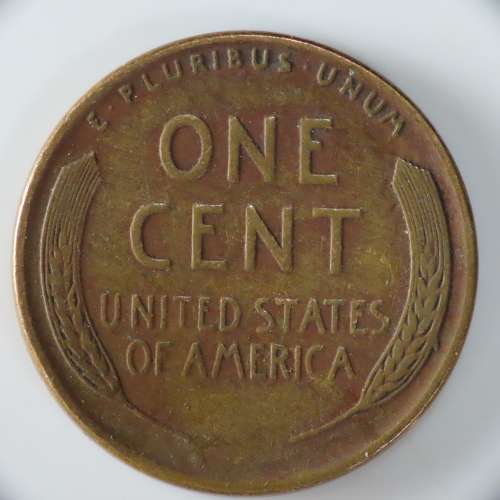 E·PLURIBUS·UNUM
ONE
CENT
UNITED STATES
OF AMERICA